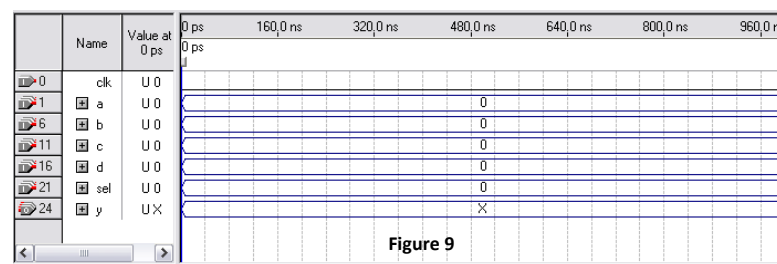 Name
Value at
0 ps
0 ps 160,0 ns 320,0 ns 480,0 ns 640,0 ns 800,0 ns 960,0 n
0 ps
0 clk U 0
1 a U 0 0
6 b U 0 0
11 c U 0 0
16 d U 0 0
21 sel U 0 0
24 y U X X
Figure 9